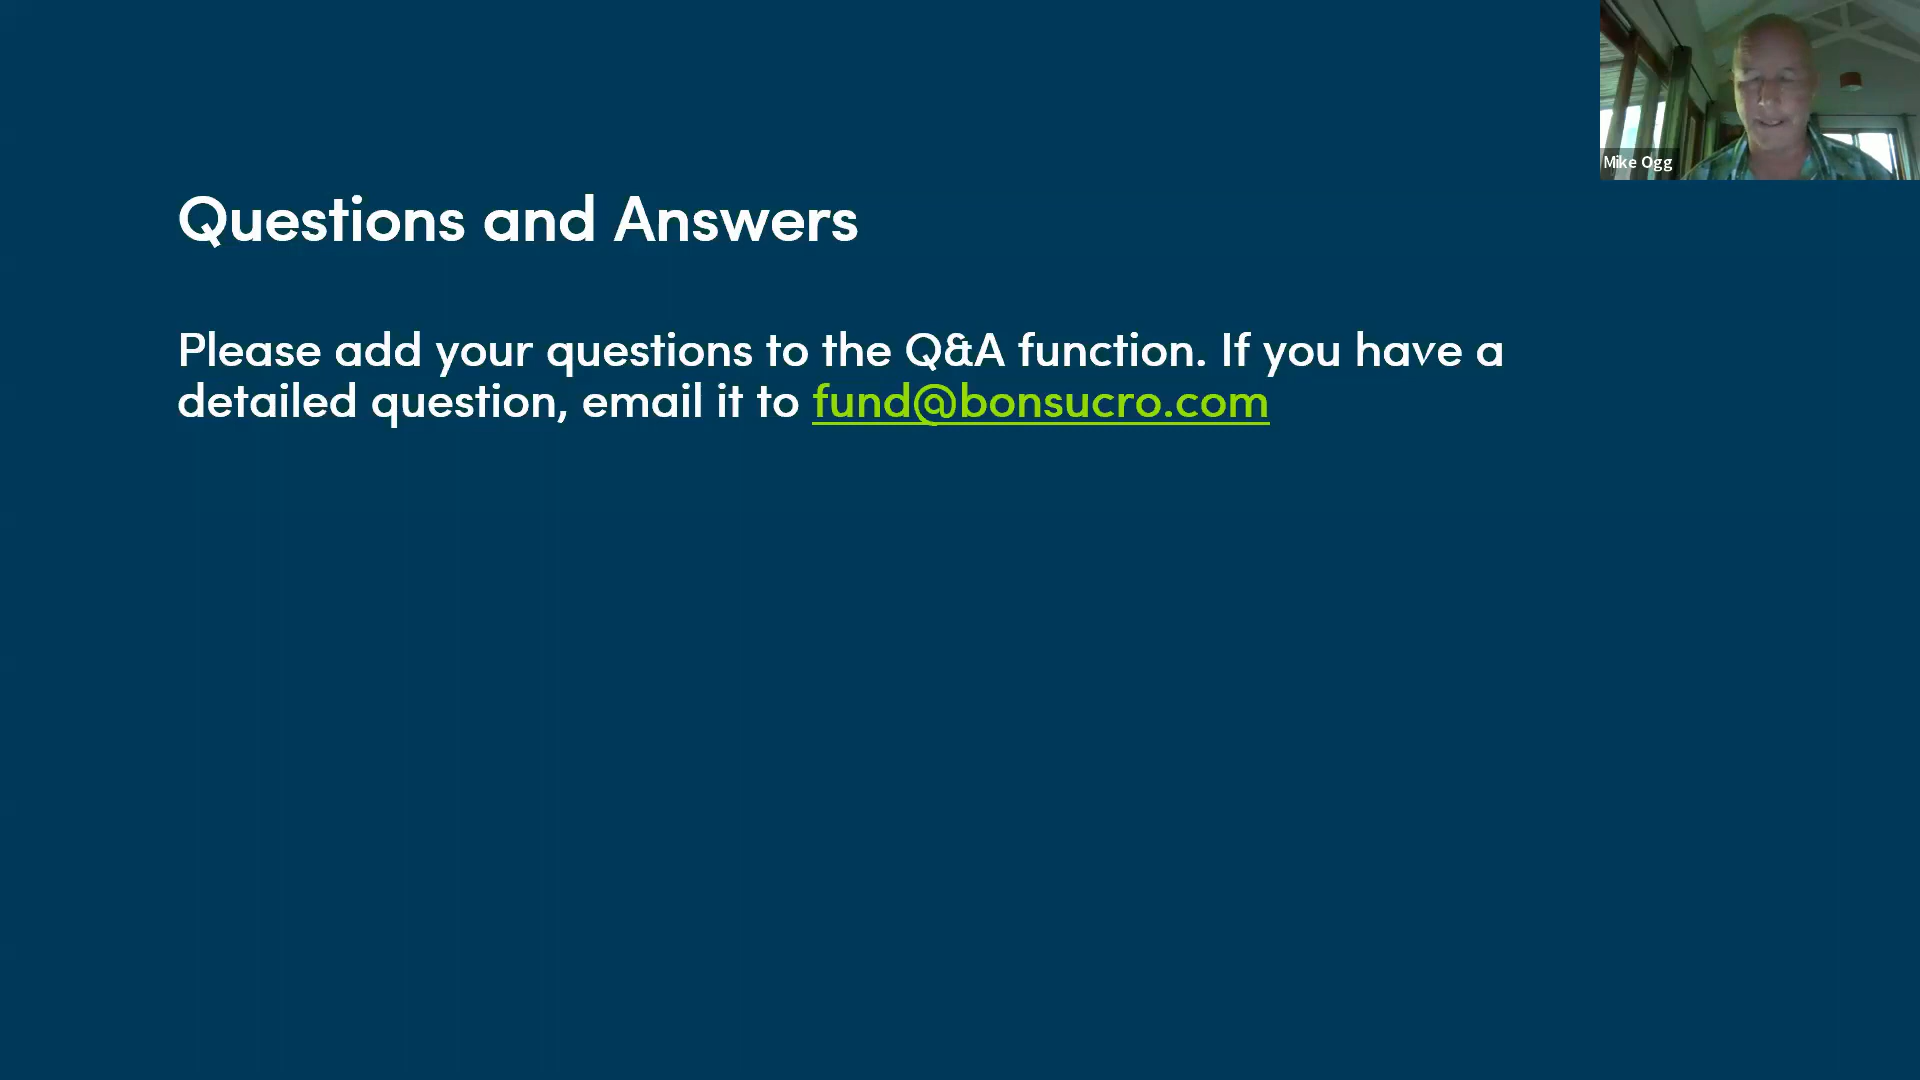 Mike Ogg
Questions and Answers
Please add your questions to the Q&A function. If you have a
detailed question, email it to fund@bonsucro.com